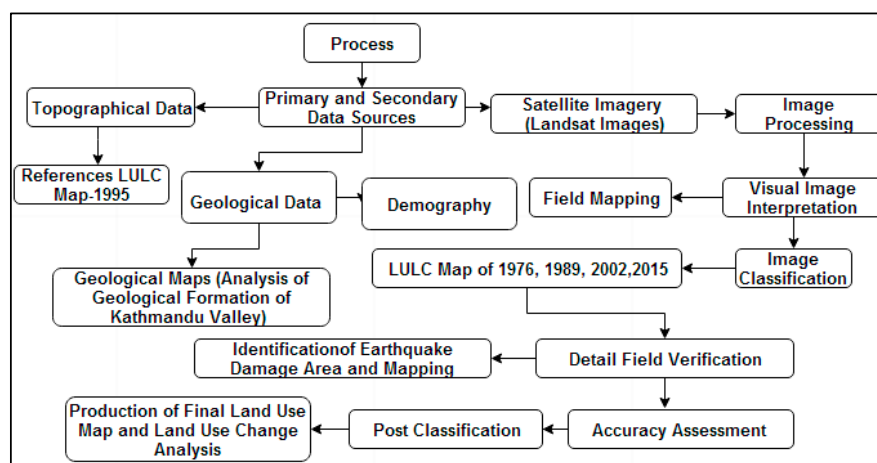 Process
Topographical Data
Primary and Secondary
Data Sources
Satellite Imagery
(Landsat Images)
Image
Processing
References LULC
Map-1995
Geological Data
Demography
Field Mapping
Visual Image
Interpretation
Geological Maps (Analysis of
Geological Formation of
Kathmandu Valley)
LULC Map of 1976, 1989, 2002,2015
Image
Classification
Identificationof Earthquake
Damage Area and Mapping
Detail Field Verification
Production of Final Land Use
Map and Land Use Change
Analysis
Post Classification
Accuracy Assessment